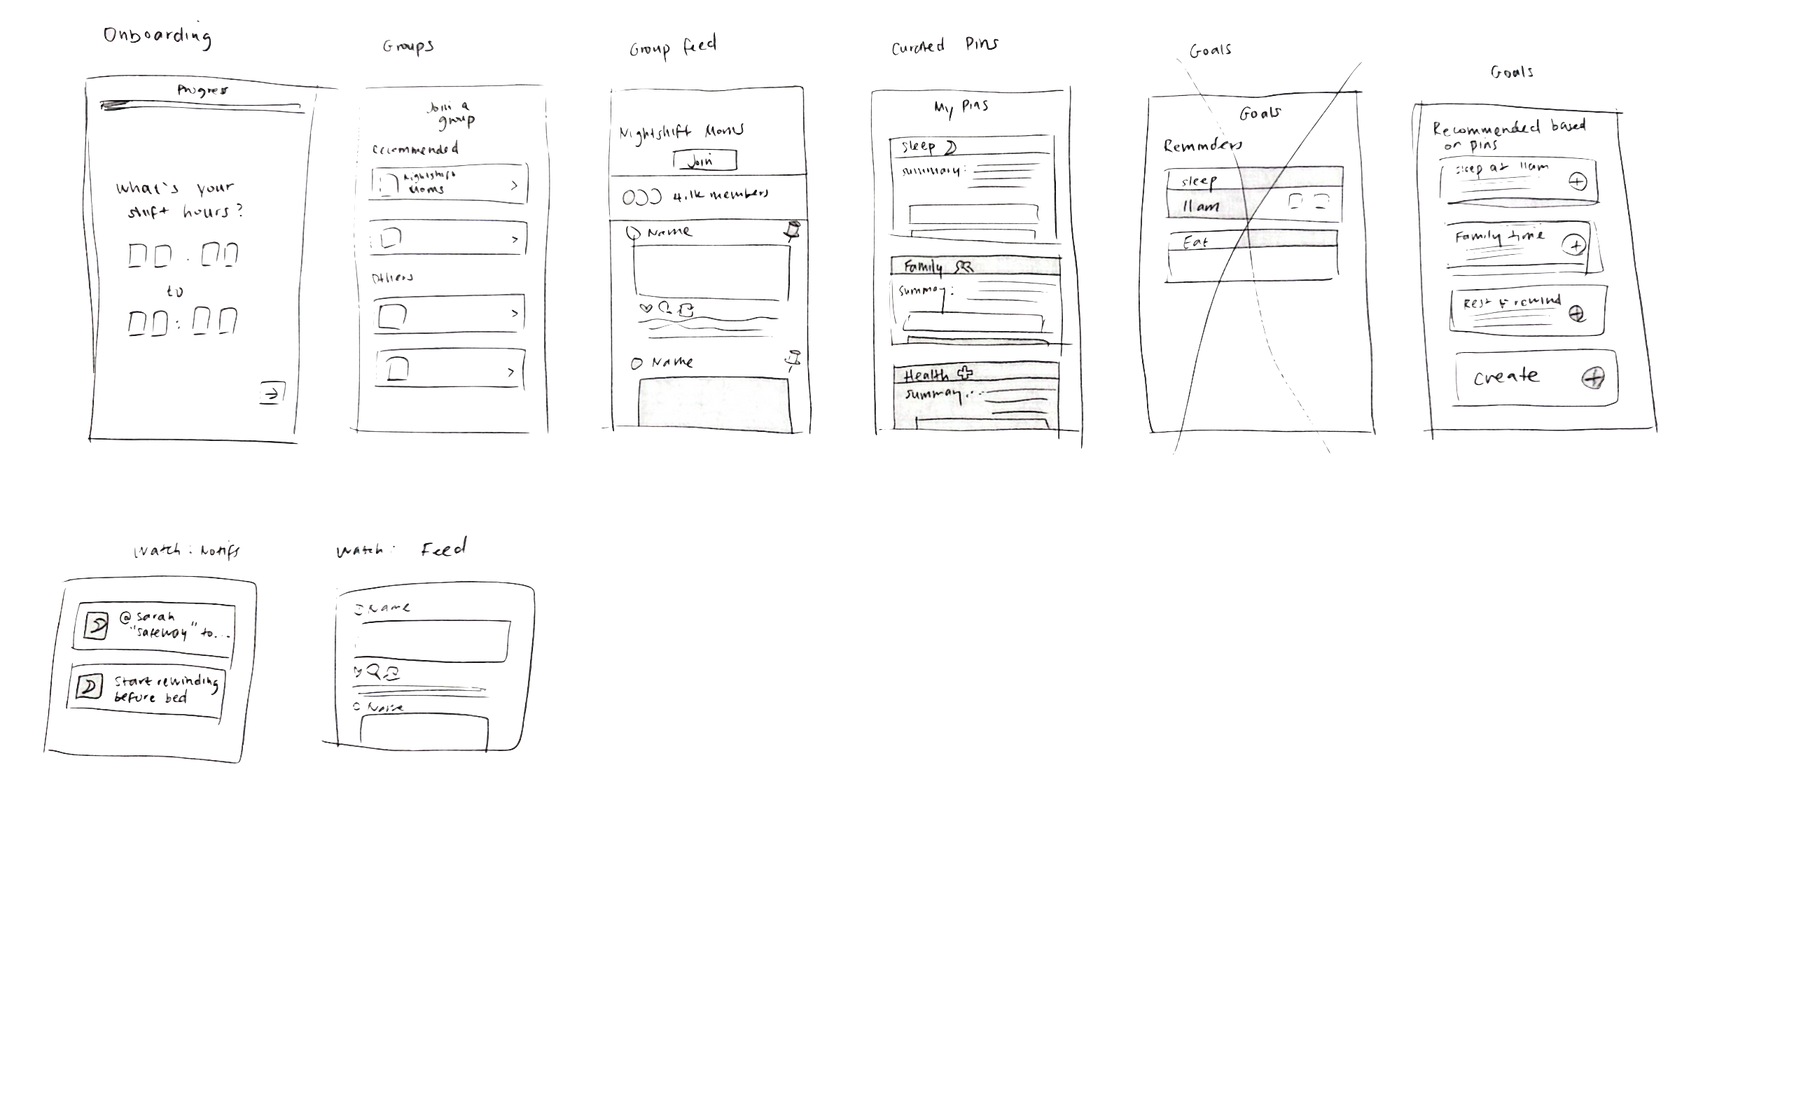 Onboarding
Progress
What's your
shift hours?
to
Groups
Join a
group
Recommended
Nightshift
Moms
Others
Group feed
Nightshift Moms
Join
4.1k members
Name
Name
Curated Pins
My Pins
Sleep
summary:
Family
summary:
Health
summary...
Goals
Goals
Reminders
sleep
11am
Eat
Goals
Recommended based
on pins
sleep at 11am
Family time
Rest & rewind
create
Watch: Notifs
@sarah
"safeway" to...
Start rewinding
before bed
Watch: Feed
Name
Name